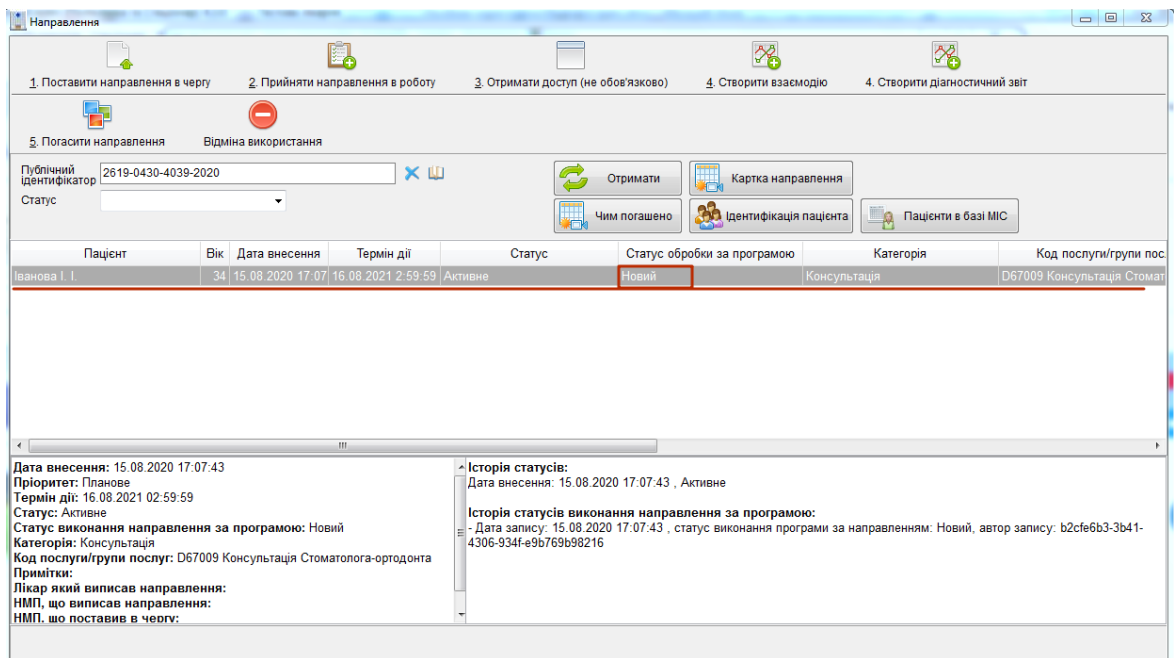 Направлення
1. Поставити направлення в чергу 2. Прийняти направлення в роботу 3. Отримати доступ (не обов'язково) 4. Створити взаємодію 4. Створити діагностичний звіт
5. Погасити направлення Відміна використання
Публічний ідентифікатор 2619-0430-4039-2020
Отримати Картка направлення
Статус
Чим погашено Ідентифікація пацієнта Пацієнти в базі МІС
Пацієнт Вік Дата внесення Термін дії Статус Статус обробки за програмою Категорія Код послуги/групи пос
Іванова І. І. 34 15.08.2020 17:07 16.08.2021 2:59:59 Активне Новий Консультація D67009 Консультація Стомат
Дата внесення: 15.08.2020 17:07:43
Пріоритет: Планове
Термін дії: 16.08.2021 02:59:59
Статус: Активне
Статус виконання направлення за програмою: Новий
Категорія: Консультація
Код послуги/групи послуг: D67009 Консультація Стоматолога-ортодонта
Примітки:
Лікар який виписав направлення:
НМП, що виписав направлення:
НМП, що поставив в чергу:
Історія статусів:
Дата внесення: 15.08.2020 17:07:43 , Активне
Історія статусів виконання направлення за програмою:
- Дата запису: 15.08.2020 17:07:43 , статус виконання програми за направленням: Новий, автор запису: b2cfe6b3-3b41-
4306-934f-e9b769b98216